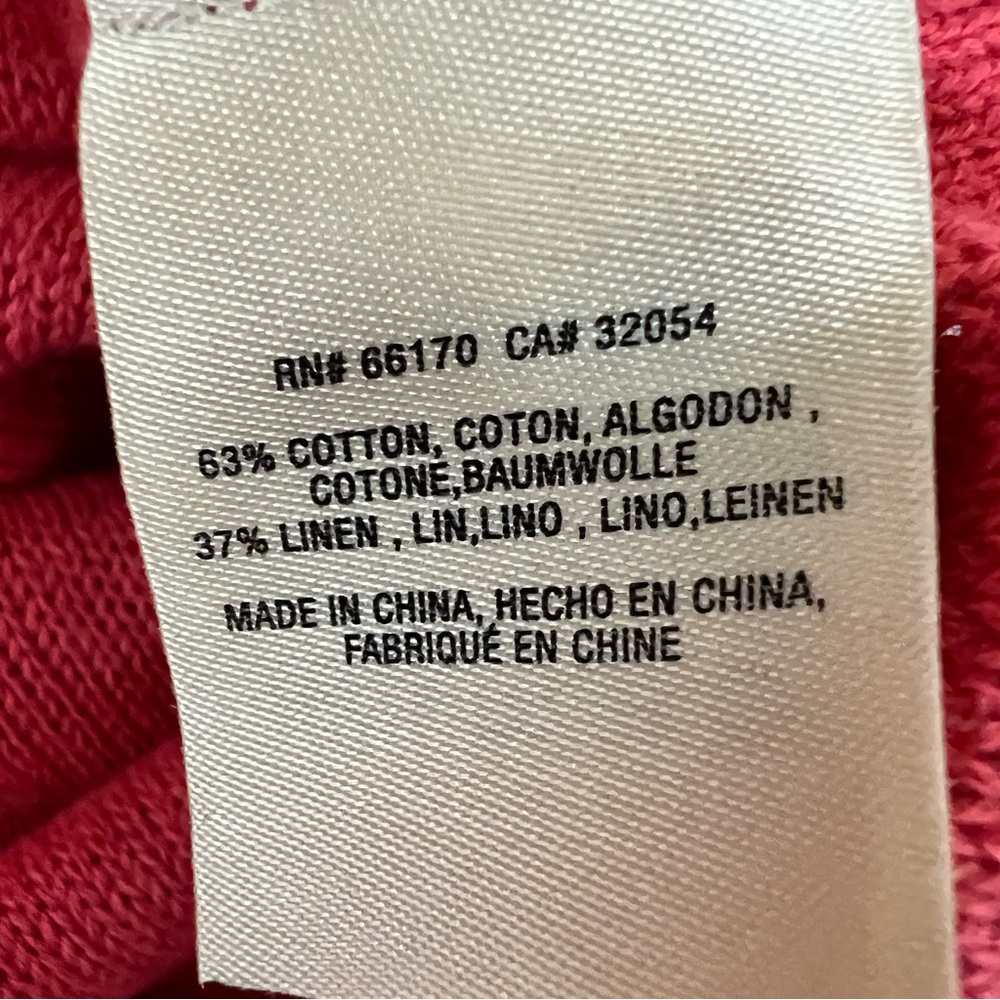 RN# 66170 CA# 32054
63% COTTON, COTON, ALGODON ,
COTONE,BAUMWOLLE
37% LINEN , LIN,LINO , LINO,LEINEN
MADE IN CHINA, HECHO EN CHINA,
FABRIQUÉ EN CHINE